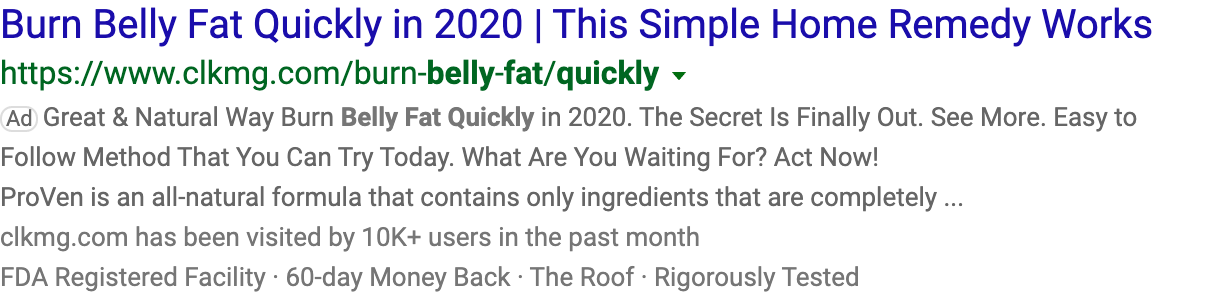 Burn Belly Fat Quickly in 2020 | This Simple Home Remedy Works
https://www.clkmg.com/burn-belly-fat/quickly
Ad Great & Natural Way Burn Belly Fat Quickly in 2020. The Secret Is Finally Out. See More. Easy to
Follow Method That You Can Try Today. What Are You Waiting For? Act Now!
ProVen is an all-natural formula that contains only ingredients that are completely ...
clkmg.com has been visited by 10K+ users in the past month
FDA Registered Facility · 60-day Money Back · The Roof · Rigorously Tested